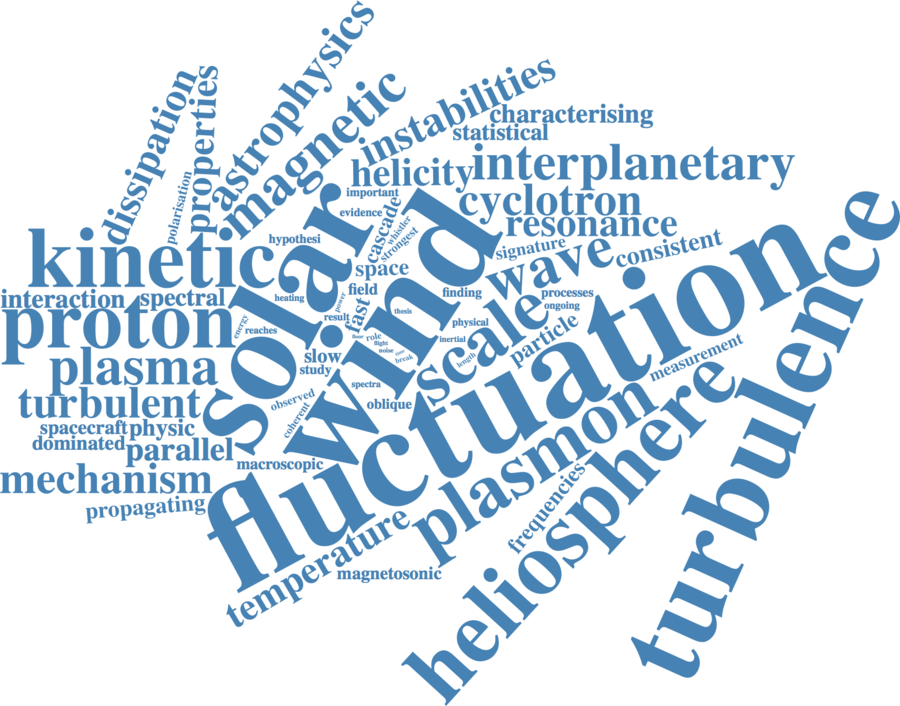 dissipation
properties
polarisation
astrophysics
magnetic
instabilities
characterising
statistical
helicity
interplanetary
important
cyclotron
evidence
cascade
whistler
strongest
resonance
kinetic
hypothesi
solar
wind
space
signature
wave
consistent
turbulence
interaction
spectral
heating
field
finding
processes
ongoing
proton
energy
reaches
power
result
fast
thesis
physical
scale
fluctuation
floor
role
flight
noise
inertial
particle
plasma
slow
study
break
length
measurement
turbulent
spectra
observed
coherent
oblique
spacecraft
physic
dominated
parallel
macroscopic
plasmon
heliosphere
mechanism
propagating
frequencies
temperature
magnetosonic